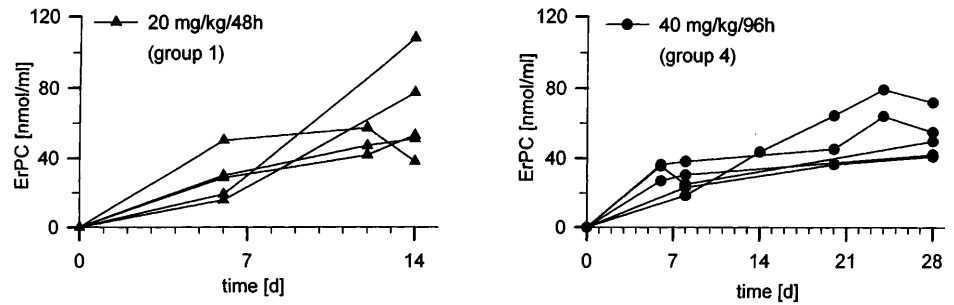 120
80
40
0
ErPC [nmol/ml]
20 mg/kg/48h
(group 1)
0 7 14
time [d]
120
80
40
0
ErPC [nmol/ml]
40 mg/kg/96h
(group 4)
0 7 14 21 28
time [d]